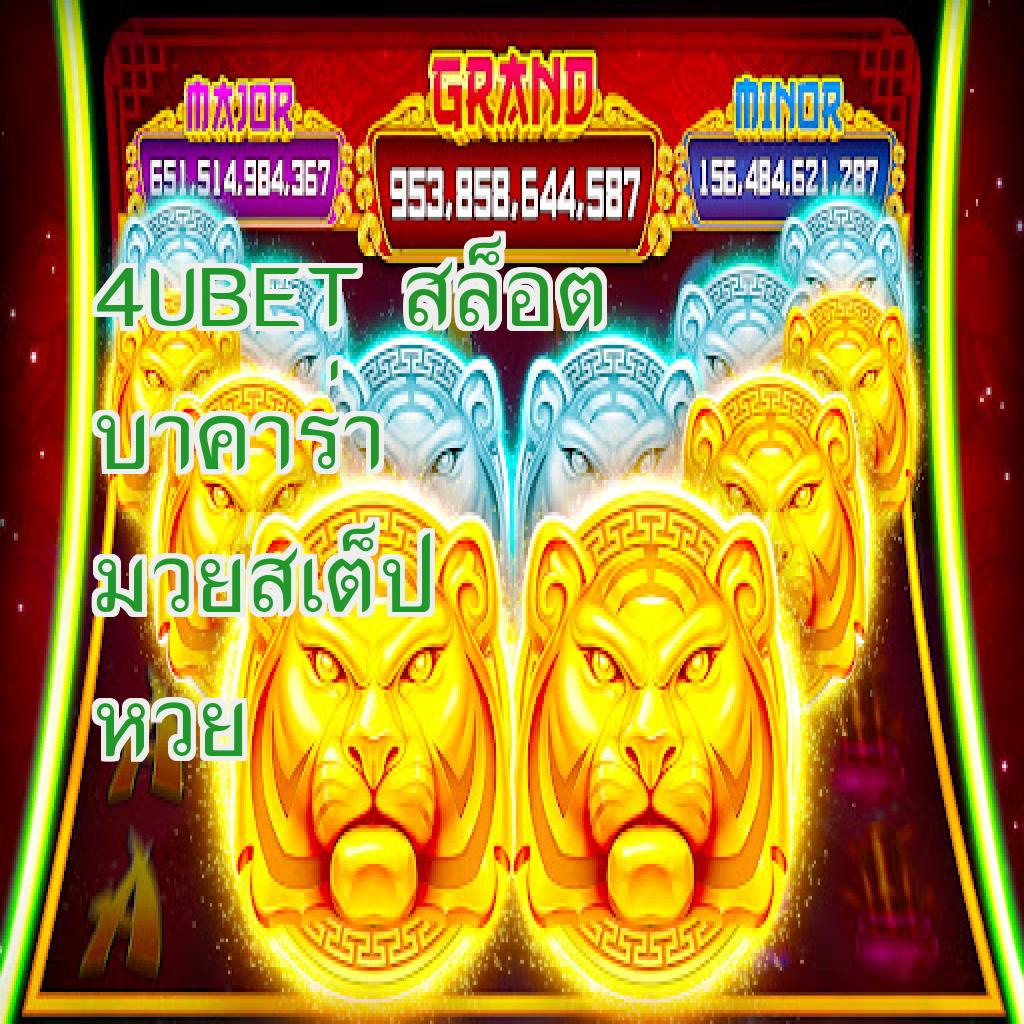 GRAND
MAJOR
MINOR
651,514,984,367
953,858,644,587
156,484,621,287
4UBET สล็อต
บาคาร่า
มวยสเต็ป
หวย
A
A